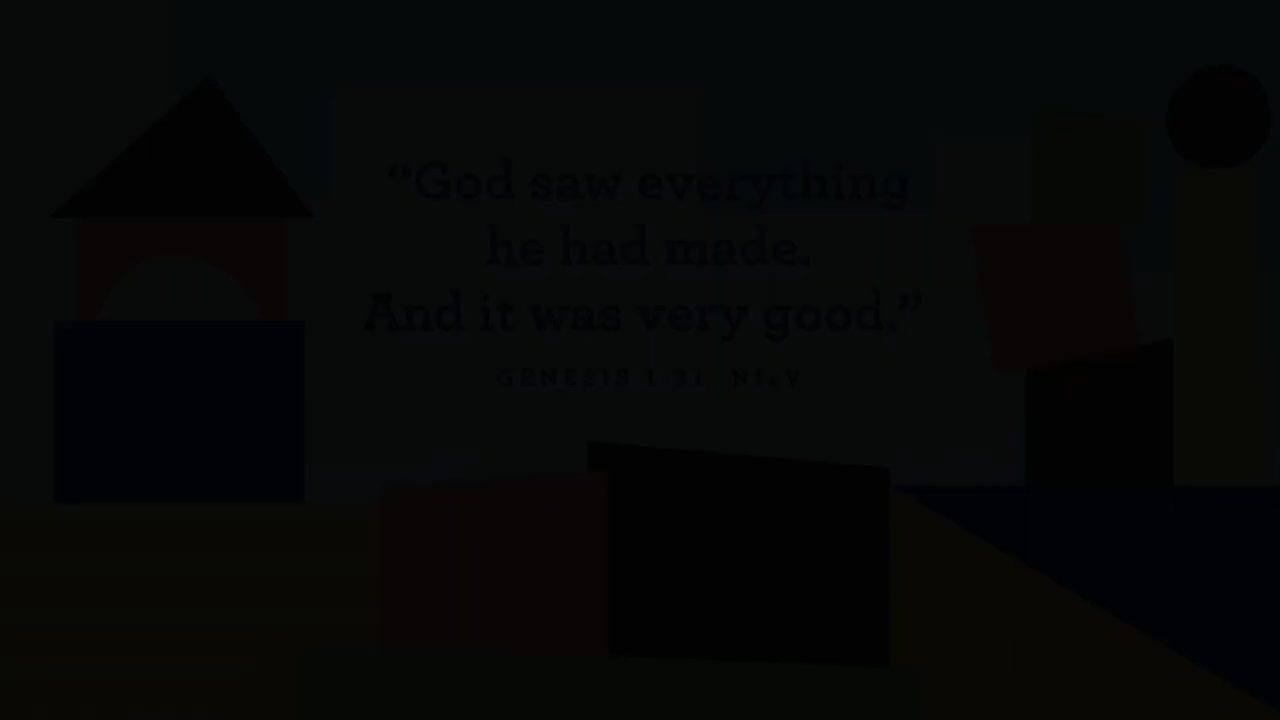 “God saw everything
he had made.
And it was very good.”
GENESIS 1:31, NIrV